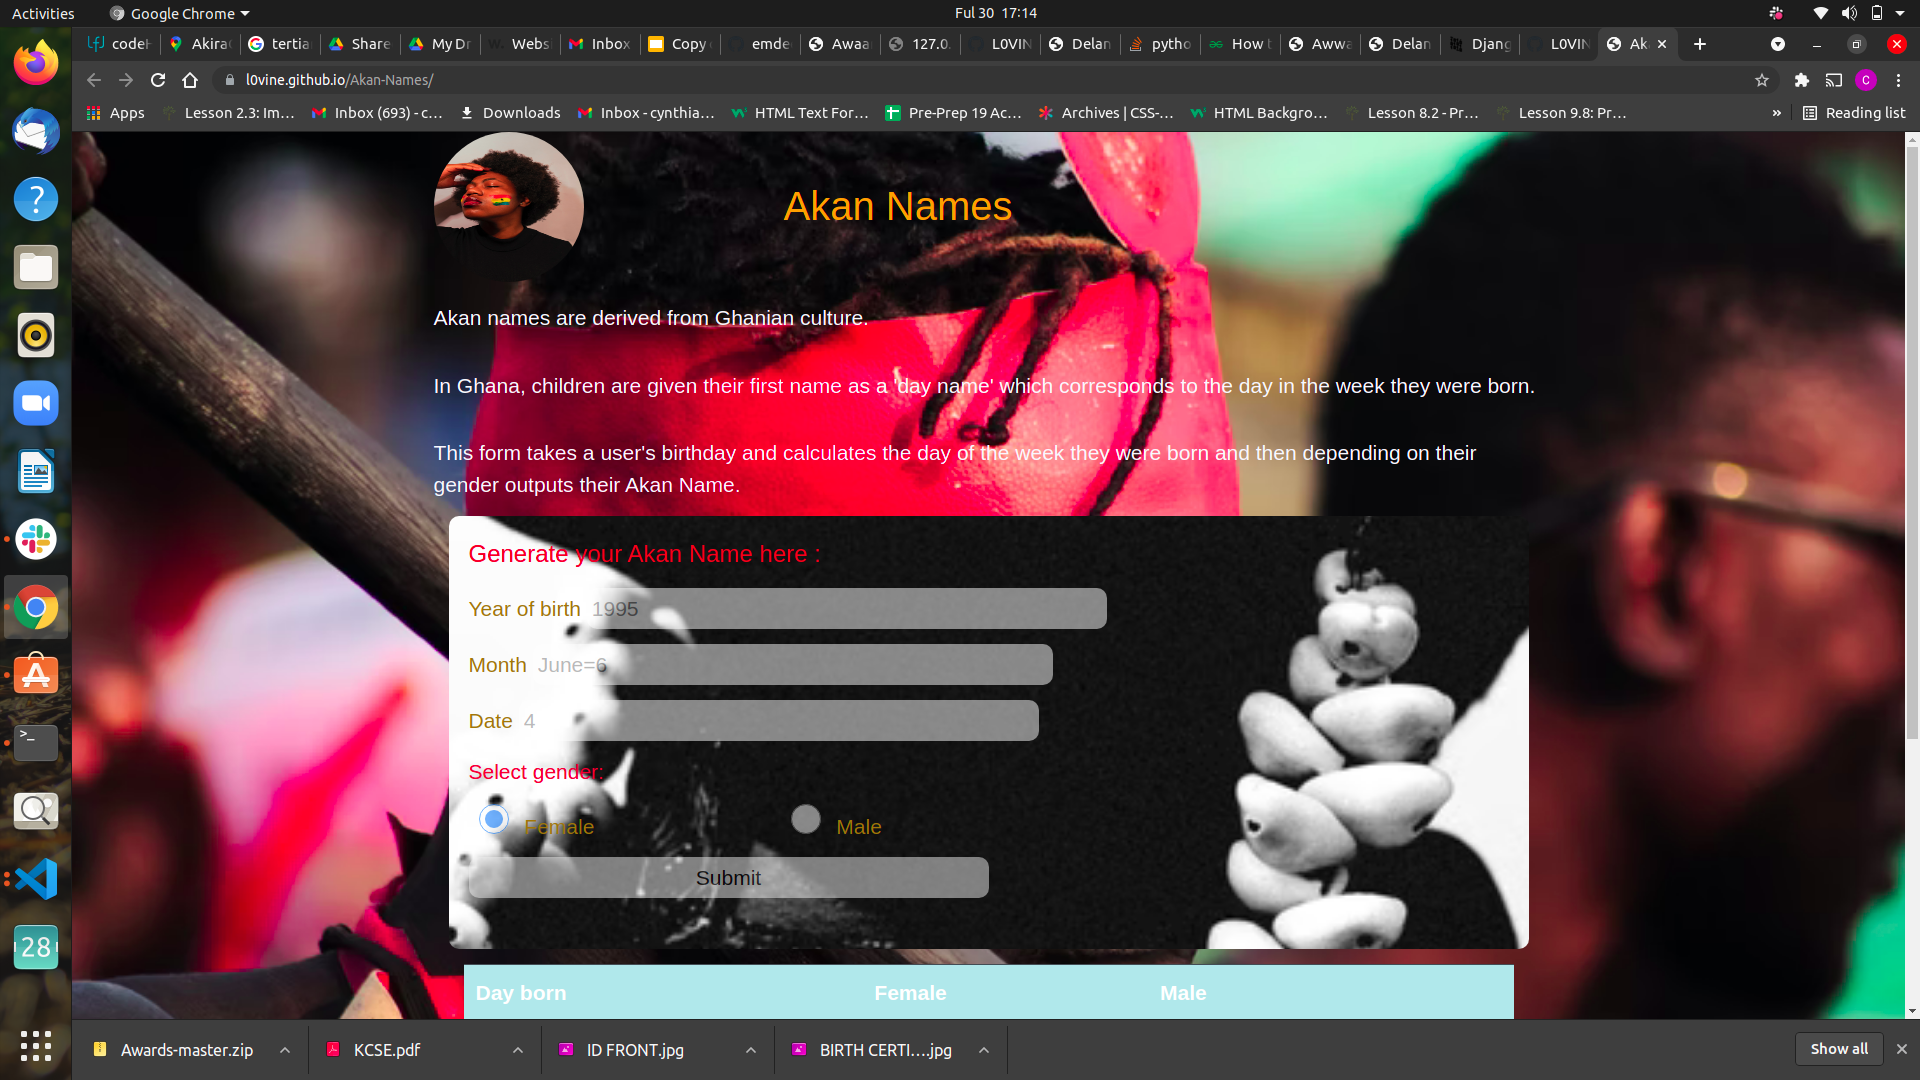 Activities
Google Chrome
Ful 30 17:14
codeH
Akira
tertia
Share
My Dr
Webs
Inbox
Copy
emde
Awaa
127.0.
L0VIN
Delan
pytho
How t
Awwa
Delan
Djang
L0VIN
Ak
l0vine.github.io/Akan-Names/
C
Apps
Lesson 2.3: Im...
Inbox (693) - c...
Downloads
Inbox - cynthia...
HTML Text For...
Pre-Prep 19 Ac...
Archives | CSS-...
HTML Backgro...
Lesson 8.2 - Pr...
Lesson 9.8: Pr...
»
Reading list
Akan Names
Akan names are derived from Ghanian culture.
In Ghana, children are given their first name as a 'day name' which corresponds to the day in the week they were born.
This form takes a user's birthday and calculates the day of the week they were born and then depending on their
gender outputs their Akan Name.
Generate your Akan Name here :
Year of birth 1995
Month June=6
Date 4
Select gender:
Female
Male
Submit
Day born
Female
Male
28
Awards-master.zip
KCSE.pdf
ID FRONT.jpg
BIRTH CERTI....jpg
Show all